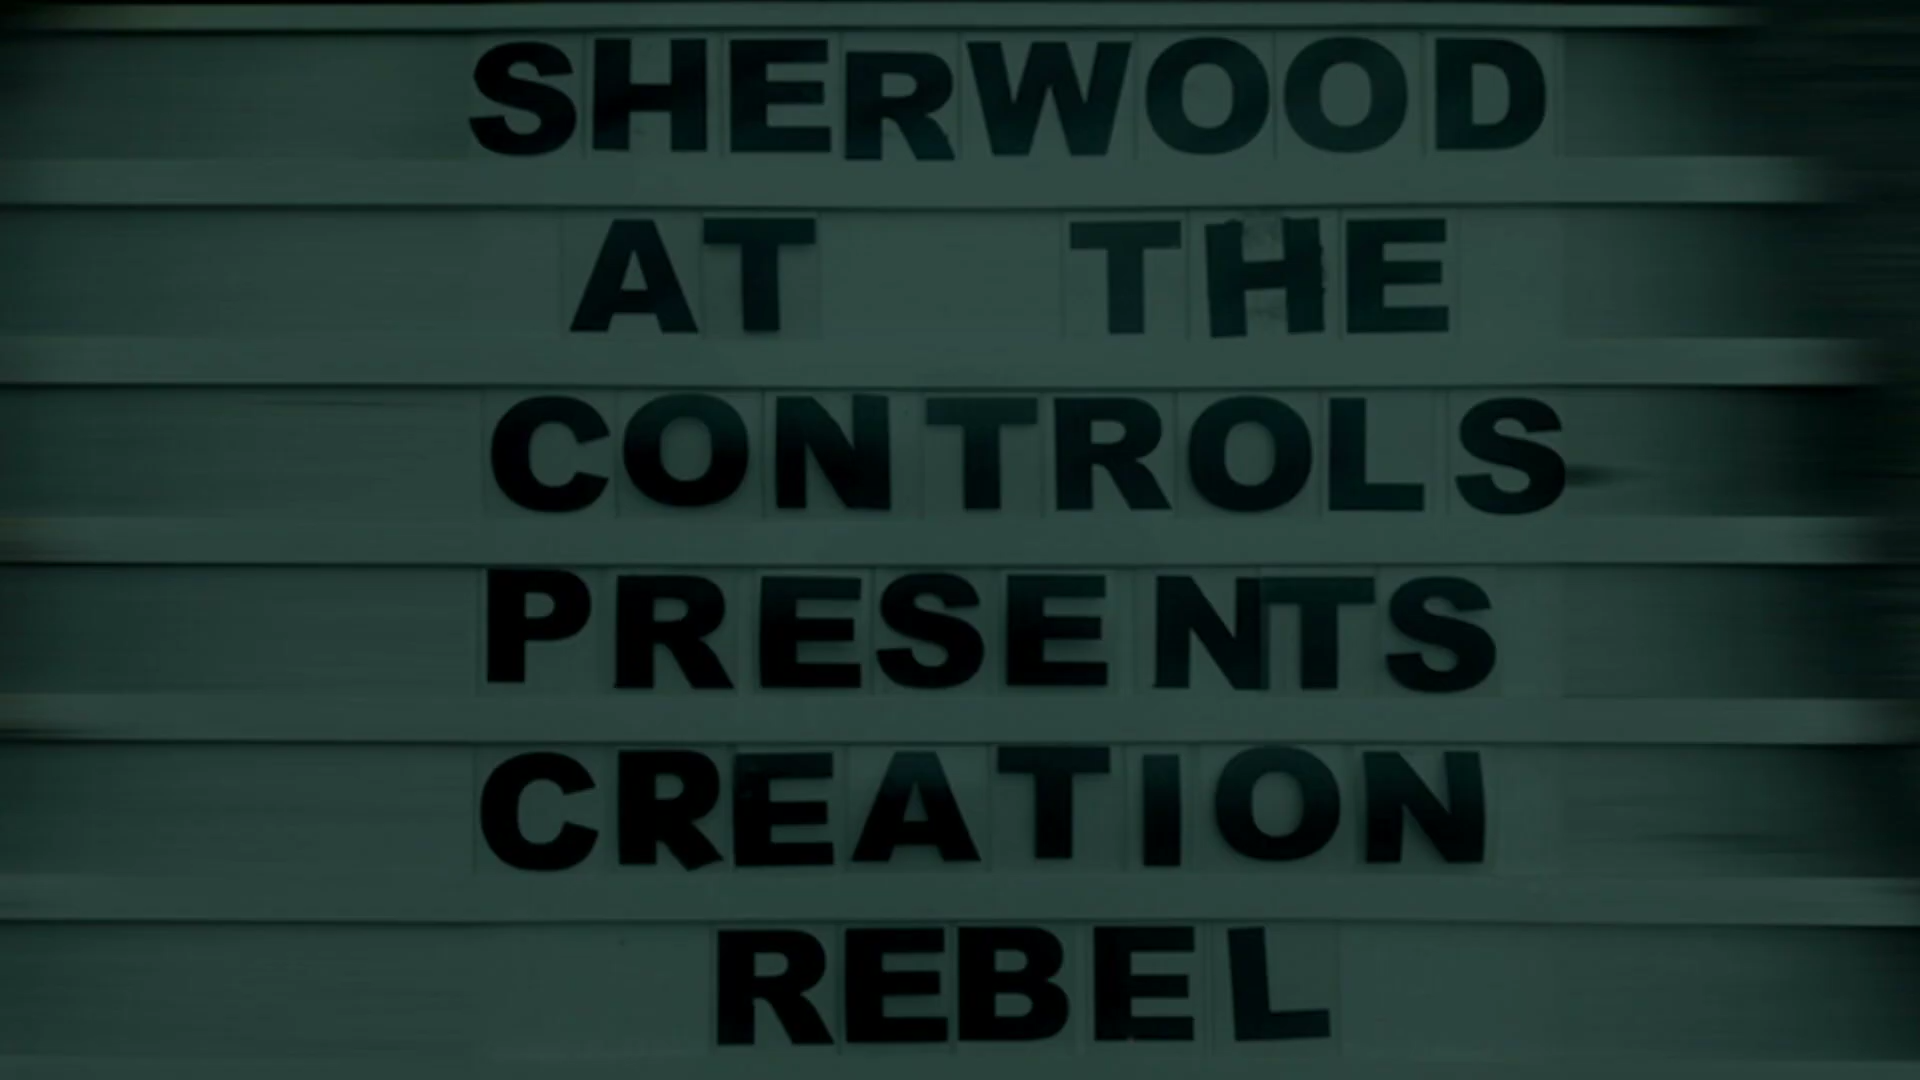 SHERWOOD
AT THE
CONTROLS
PRESENTS
CREATION
REBEL